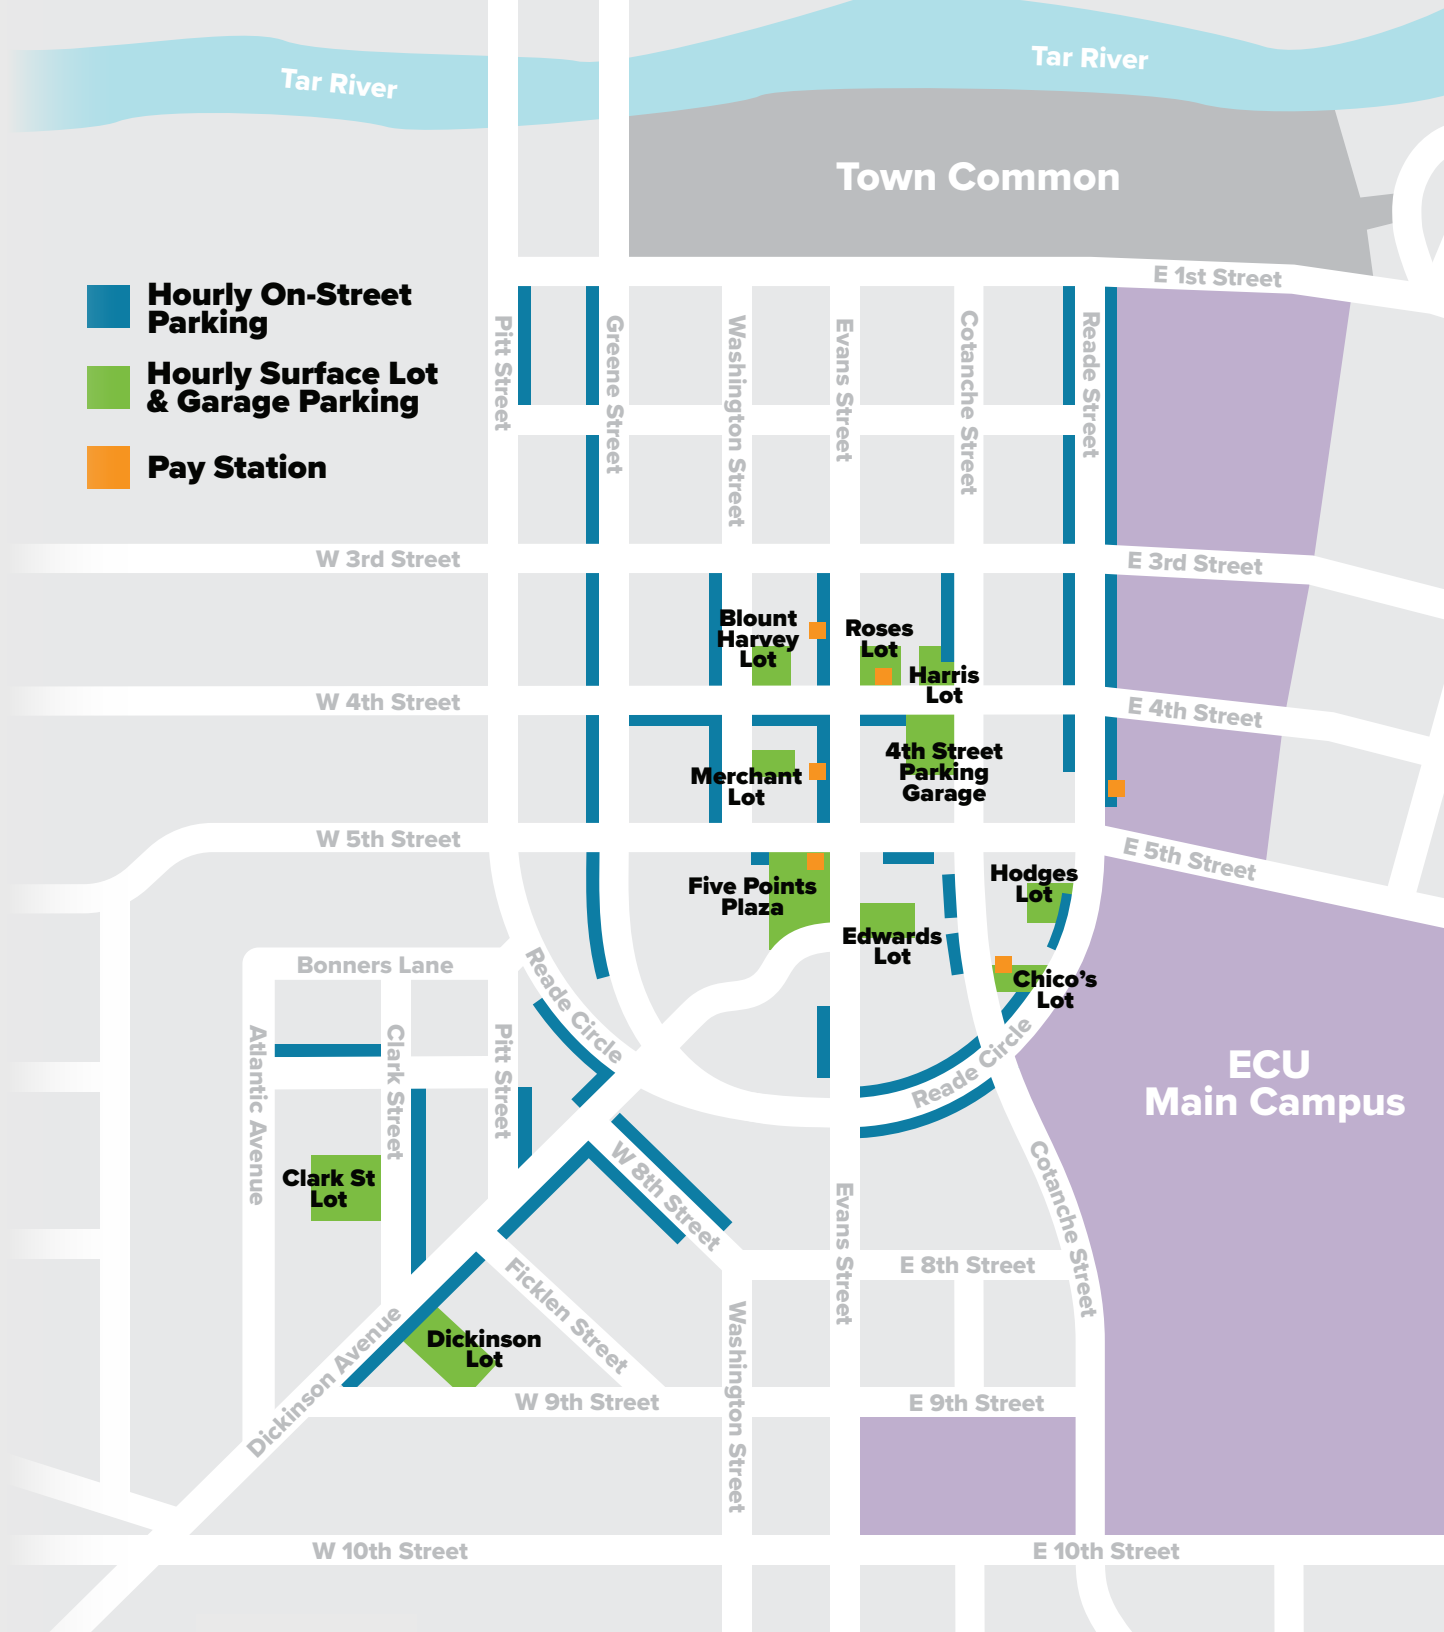 Tar River
Tar River
Town Common
E 1st Street
Hourly On-Street
Parking
Hourly Surface Lot
& Garage Parking
Pay Station
Pitt Street
Greene Street
Washington Street
Evans Street
Cotanche Street
Reade Street
W 3rd Street
E 3rd Street
Blount
Harvey
Lot
Roses
Lot
Harris
Lot
W 4th Street
E 4th Street
Merchant
Lot
4th Street
Parking
Garage
W 5th Street
E 5th Street
Five Points
Plaza
Hodges
Lot
Edwards
Lot
Chico's
Lot
Bonners Lane
Reade Circle
Reade Circle
Atlantic Avenue
Clark Street
Pitt Street
ECU
Main Campus
Clark St
Lot
W 8th Street
Evans Street
Cotanche Street
E 8th Street
Ficklen Street
Dickinson Avenue
Dickinson
Lot
Washington Street
W 9th Street
E 9th Street
W 10th Street
E 10th Street